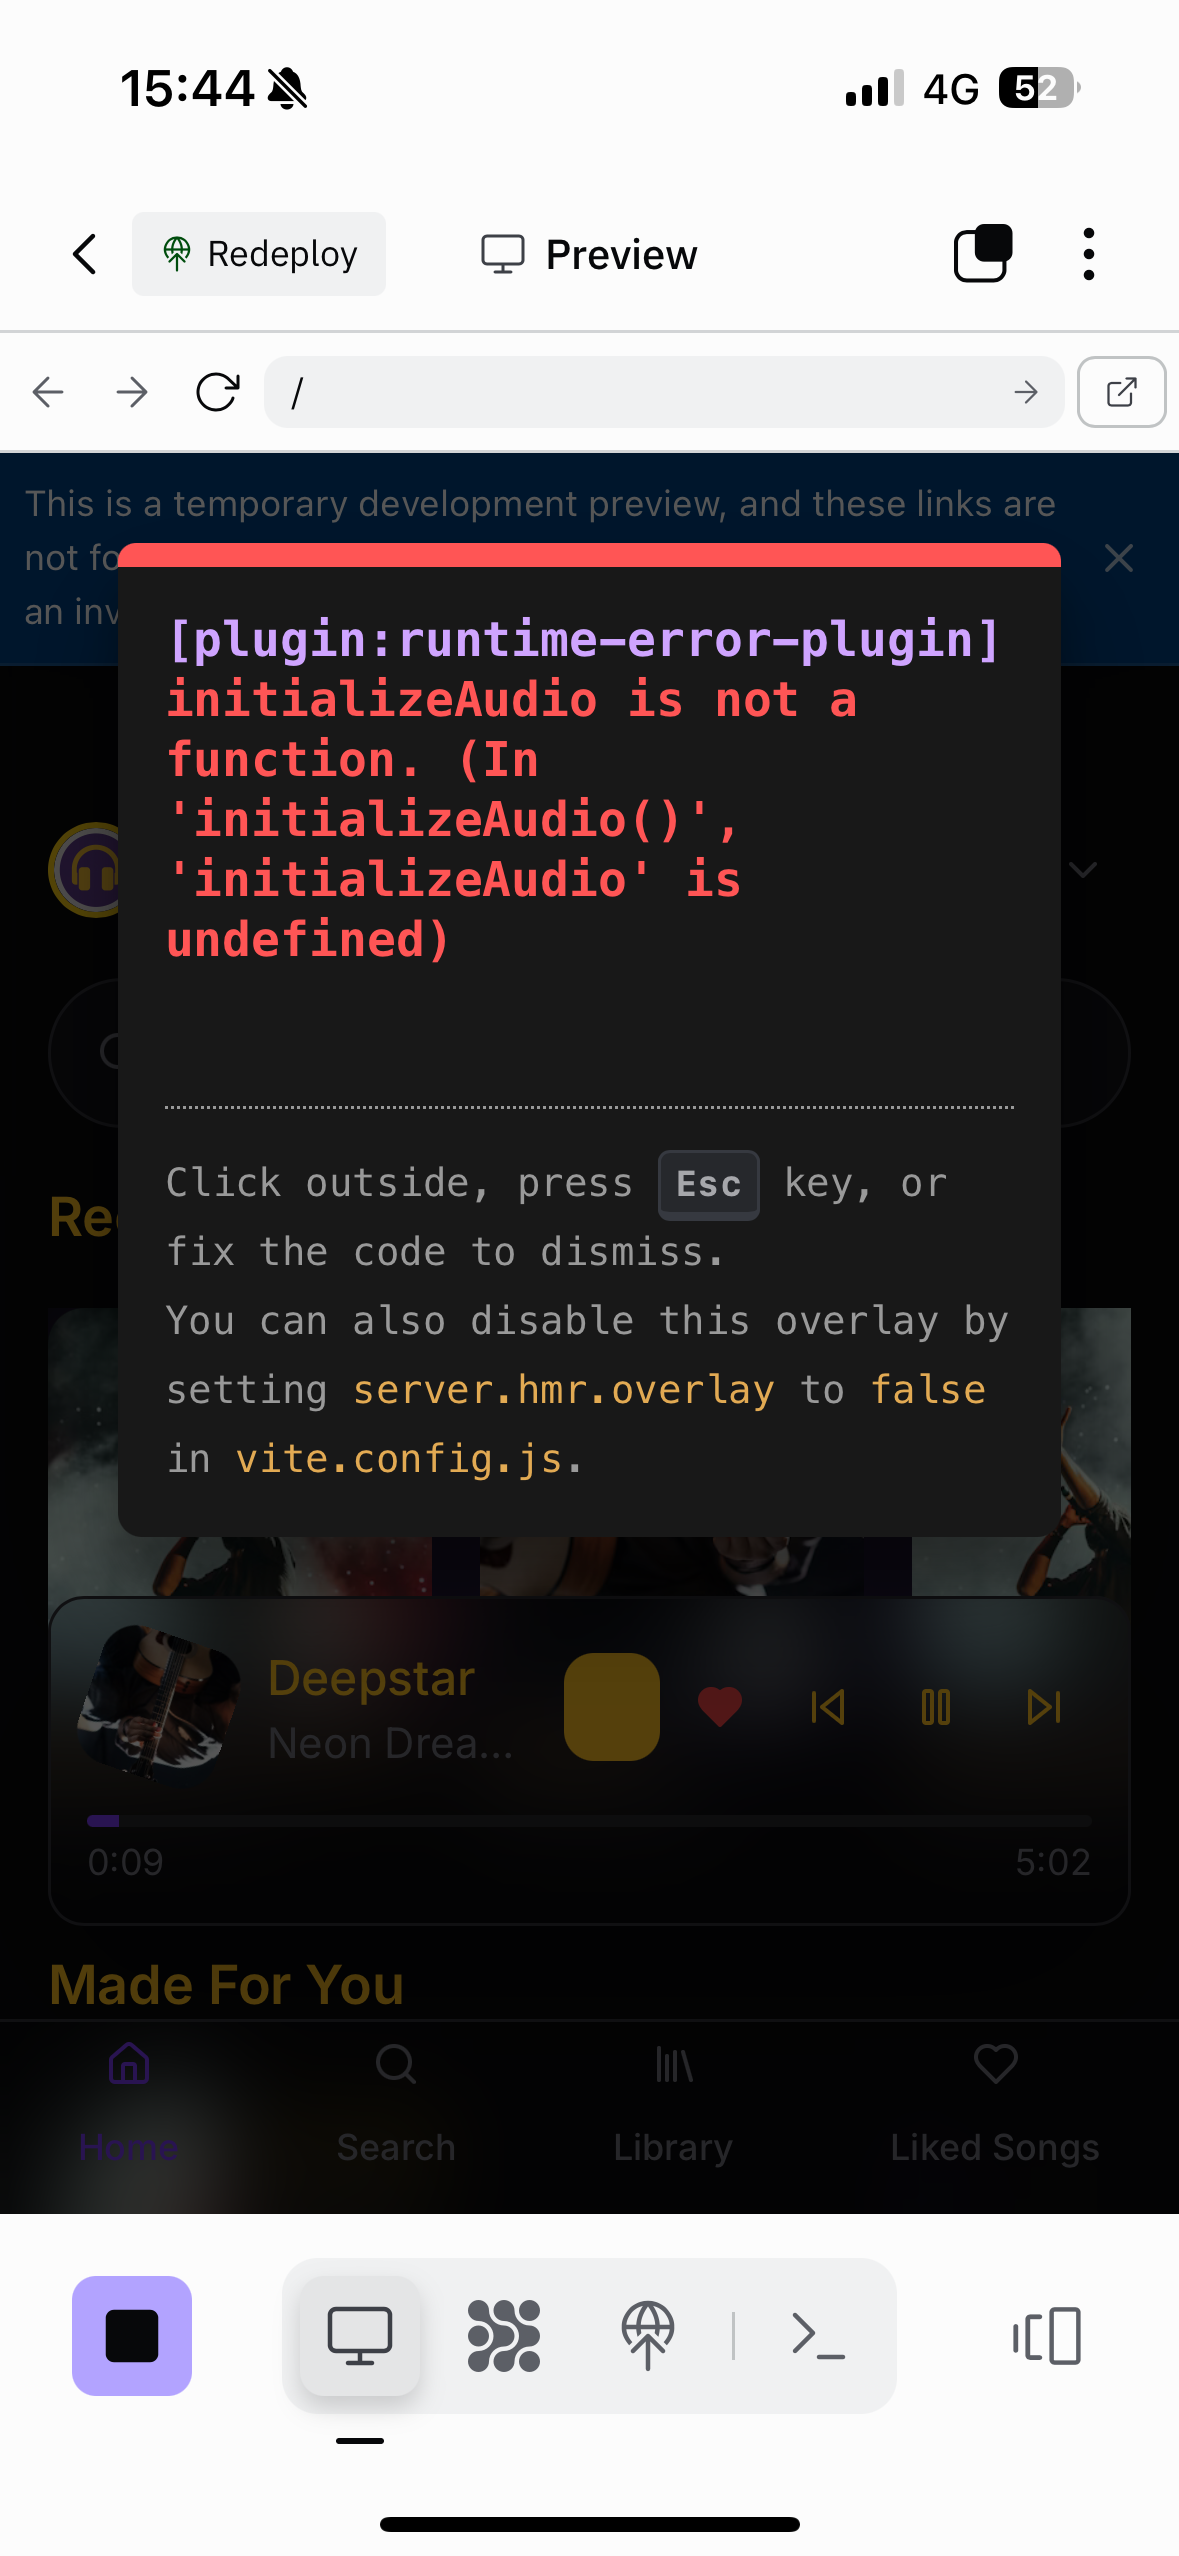 15:44
4G
52
Redeploy
Preview
/
This is a temporary development preview, and these links are
not fo
an inv
[plugin:runtime-error-plugin]
initializeAudio is not a
function. (In
'initializeAudio()',
'initializeAudio' is
undefined)
Click outside, press Esc key, or
fix the code to dismiss.
You can also disable this overlay by
setting server.hmr.overlay to false
in vite.config.js.
Re
Deepstar
Neon Drea...
0:09
5:02
Made For You
Home
Search
Library
Liked Songs